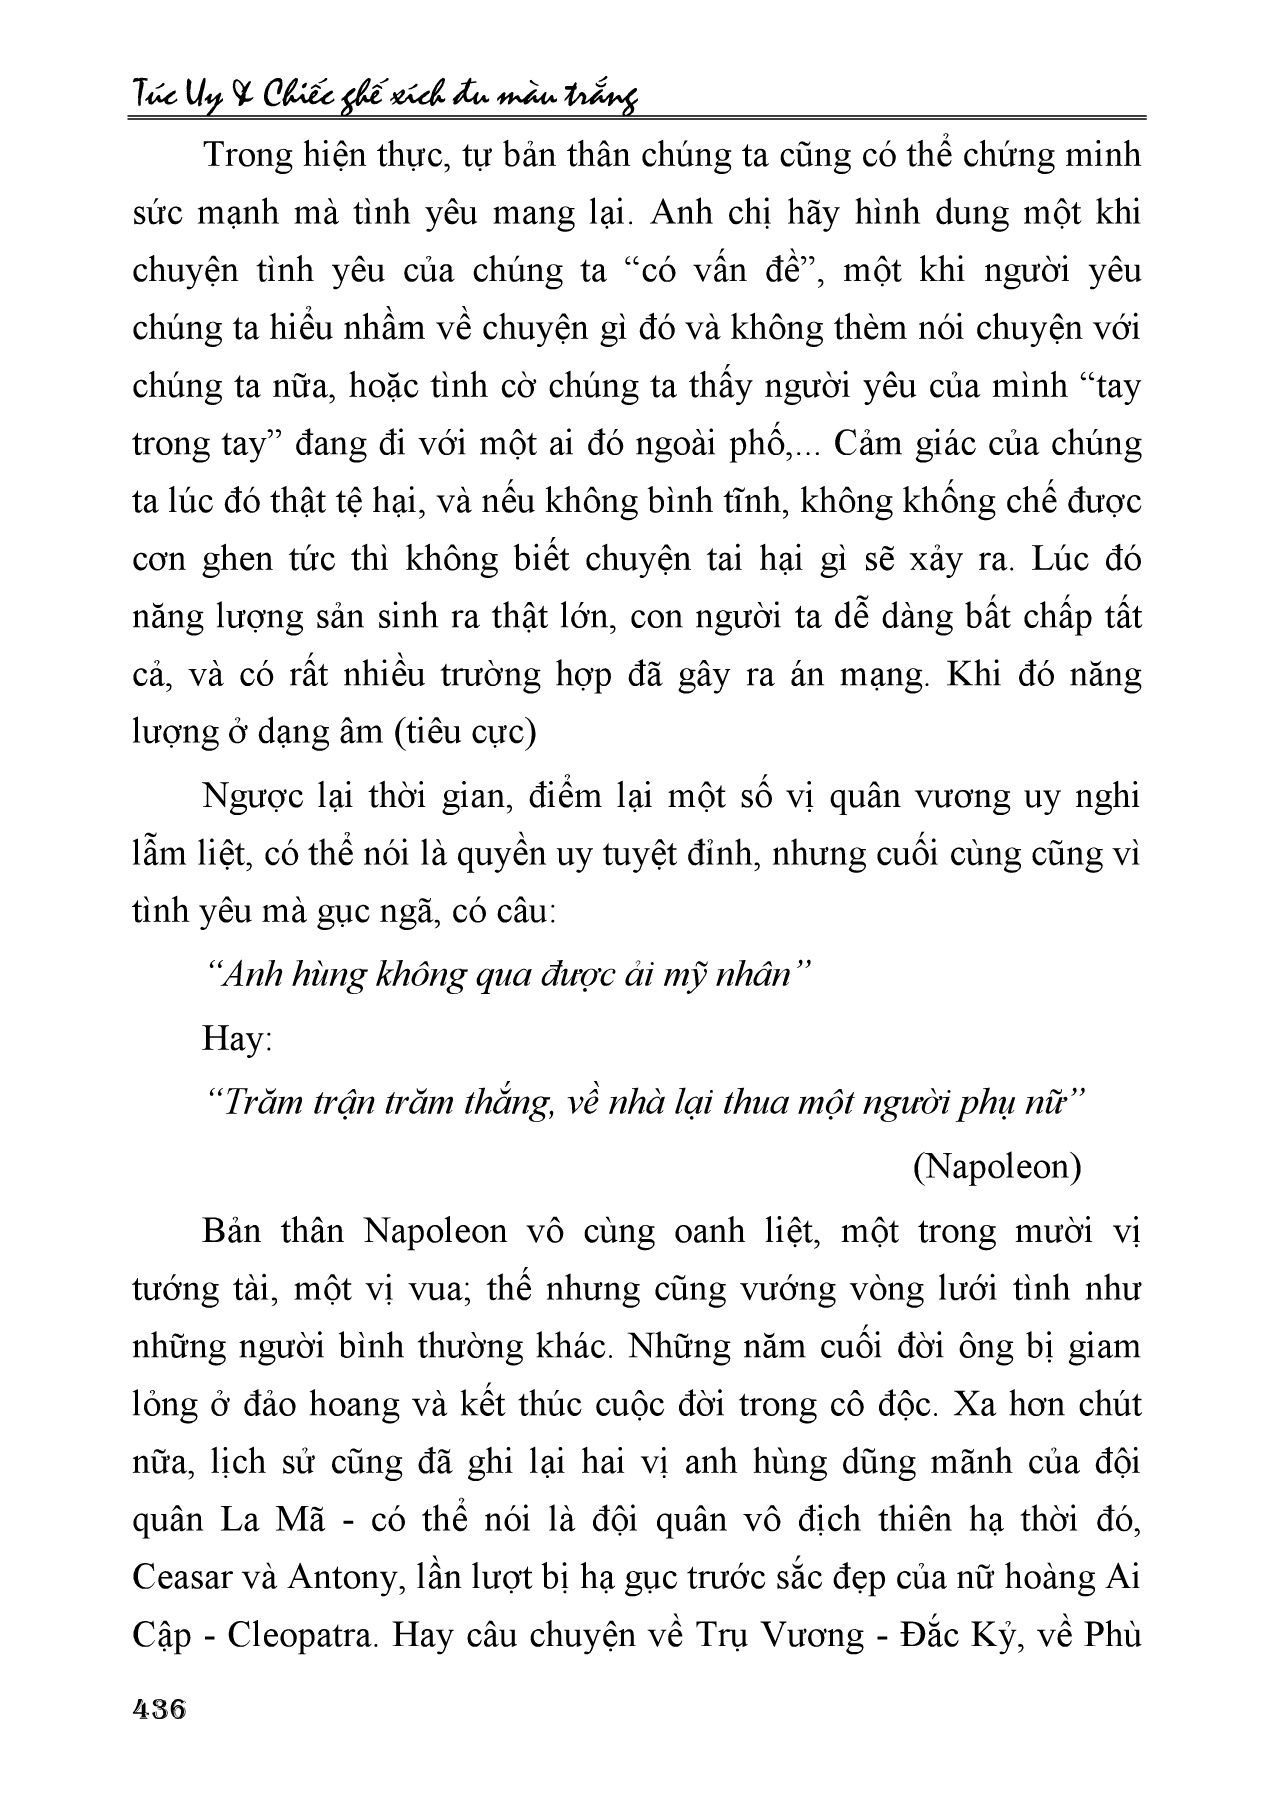 Túc Uy & Chiếc ghế xích đu màu trắng
Trong hiện thực, tự bản thân chúng ta cũng có thể chứng minh
sức mạnh mà tình yêu mang lại. Anh chị hãy hình dung một khi
chuyện tình yêu của chúng ta “có vấn đề”, một khi người yêu
chúng ta hiểu nhầm về chuyện gì đó và không thèm nói chuyện với
chúng ta nữa, hoặc tình cờ chúng ta thấy người yêu của mình “tay
trong tay” đang đi với một ai đó ngoài phố,... Cảm giác của chúng
ta lúc đó thật tệ hại, và nếu không bình tĩnh, không khống chế được
cơn ghen tức thì không biết chuyện tai hại gì sẽ xảy ra. Lúc đó
năng lượng sản sinh ra thật lớn, con người ta dễ dàng bất chấp tất
cả, và có rất nhiều trường hợp đã gây ra án mạng. Khi đó năng
lượng ở dạng âm (tiêu cực)
Ngược lại thời gian, điểm lại một số vị quân vương uy nghi
lẫm liệt, có thể nói là quyền uy tuyệt đỉnh, nhưng cuối cùng cũng vì
tình yêu mà gục ngã, có câu:
“Anh hùng không qua được ải mỹ nhân”
Hay:
“Trăm trận trăm thắng, về nhà lại thua một người phụ nữ”
(Napoleon)
Bản thân Napoleon vô cùng oanh liệt, một trong mười vị
tướng tài, một vị vua; thế nhưng cũng vướng vòng lưới tình như
những người bình thường khác. Những năm cuối đời ông bị giam
lỏng ở đảo hoang và kết thúc cuộc đời trong cô độc. Xa hơn chút
nữa, lịch sử cũng đã ghi lại hai vị anh hùng dũng mãnh của đội
quân La Mã - có thể nói là đội quân vô địch thiên hạ thời đó,
Ceasar và Antony, lần lượt bị hạ gục trước sắc đẹp của nữ hoàng Ai
Cập - Cleopatra. Hay câu chuyện về Trụ Vương - Đắc Kỷ, về Phù
436